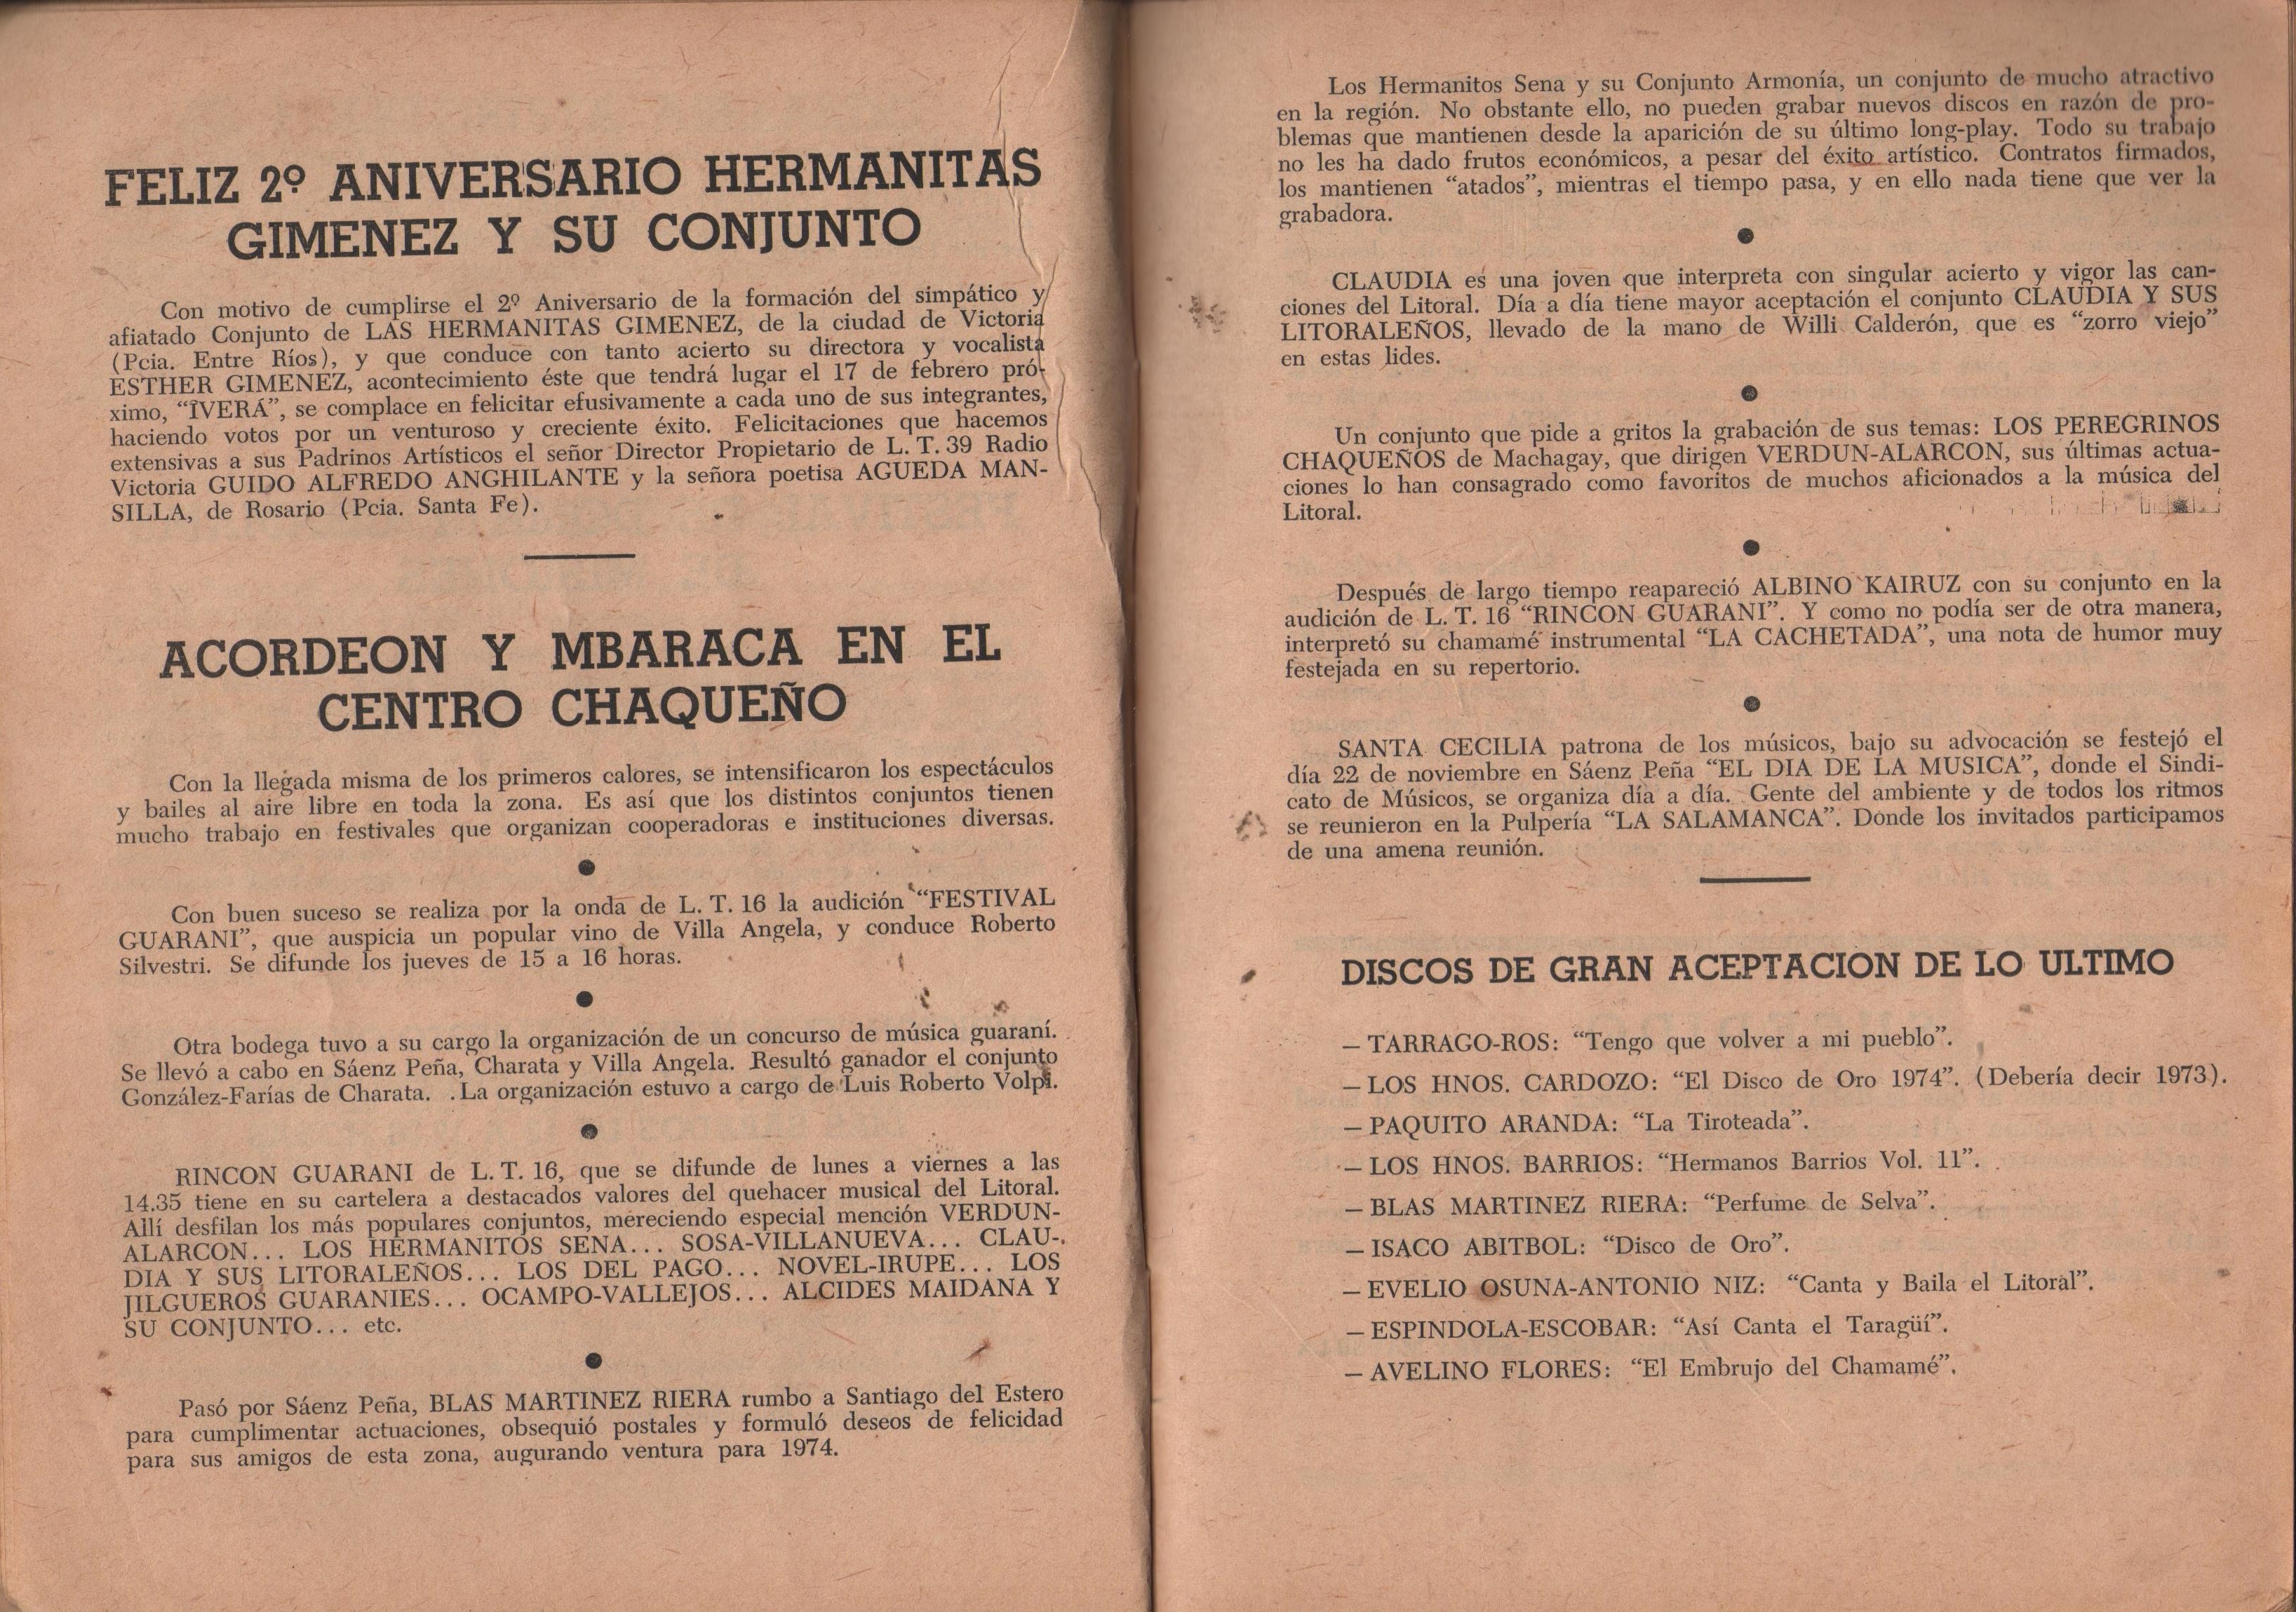 FELIZ 2º ANIVERSARIO HERMANITAS
GIMENEZ Y SU CONJUNTO
Con motivo de cumplirse el 2º Aniversario de la formación del simpático y
afiatado Conjunto de LAS HERMANITAS GIMENEZ, de la ciudad de Victoria
(Pcia. Entre Ríos), y que conduce con tanto acierto su directora y vocalista
ESTHER GIMENEZ, acontecimiento éste que tendrá lugar el 17 de febrero pró-
ximo, “IVERÁ”, se complace en felicitar efusivamente a cada uno de sus integrantes,
haciendo votos por un venturoso y creciente éxito. Felicitaciones que hacemos
extensivas a sus Padrinos Artísticos el señor Director Propietario de L. T. 39 Radio
Victoria GUIDO ALFREDO ANGHILANTE y la señora poetisa AGUEDA MAN-
SILLA, de Rosario (Pcia. Santa Fe).
ACORDEON Y MBARACA EN EL
CENTRO CHAQUEÑO
Con la llegada misma de los primeros calores, se intensificaron los espectáculos
y bailes al aire libre en toda la zona. Es así que los distintos conjuntos tienen
mucho trabajo en festivales que organizan cooperadoras e instituciones diversas.
Con buen suceso se realiza por la onda de L. T. 16 la audición “FESTIVAL
GUARANI”, que auspicia un popular vino de Villa Angela, y conduce Roberto
Silvestri. Se difunde los jueves de 15 a 16 horas.
Otra bodega tuvo a su cargo la organización de un concurso de música guaraní.
Se llevó a cabo en Sáenz Peña, Charata y Villa Angela. Resultó ganador el conjunto
González-Farías de Charata. . La organización estuvo a cargo de Luis Roberto Volpi.
RINCON GUARANI de L. T. 16, que se difunde de lunes a viernes a las
14.35 tiene en su cartelera a destacados valores del quehacer musical del Litoral.
Allí desfilan los más populares conjuntos, mereciendo especial mención VERDUN-
ALARCON... LOS HERMANITOS SENA... SOSA-VILLANUEVA... CLAU-
DIA Y SUS LITORALEÑOS... LOS DEL PAGO... NOVEL-IRUPE... LOS
JILGUEROS GUARANIES... OCAMPO-VALLEJOS... ALCIDES MAIDANA Y
SU CONJUNTO... etc.
Pasó por Sáenz Peña, BLAS MARTINEZ RIERA rumbo a Santiago del Estero
para cumplimentar actuaciones, obsequió postales y formuló deseos de felicidad
para sus amigos de esta zona, augurando ventura para 1974.
Los Hermanitos Sena y su Conjunto Armonía, un conjunto de mucho atractivo
en la región. No obstante ello, no pueden grabar nuevos discos en razón de pro-
blemas que mantienen desde la aparición de su último long-play. Todo su trabajo
no les ha dado frutos económicos, a pesar del éxito artístico. Contratos firmados,
los mantienen “atados”, mientras el tiempo pasa, y en ello nada tiene que ver la
grabadora.
CLAUDIA es una joven que interpreta con singular acierto y vigor las can-
ciones del Litoral. Día a día tiene mayor aceptación el conjunto CLAUDIA Y SUS
LITORALEÑOS, llevado de la mano de Willi Calderón, que es “zorro viejo”
en estas lides.
Un conjunto que pide a gritos la grabación de sus temas: LOS PEREGRINOS
CHAQUEÑOS de Machagay, que dirigen VERDUN-ALARCON, sus últimas actua-
ciones lo han consagrado como favoritos de muchos aficionados a la música del
Litoral.
Después de largo tiempo reapareció ALBINO KAIRUZ con su conjunto en la
audición de L. T. 16 “RINCON GUARANI”. Y como no podía ser de otra manera,
interpretó su chamamé instrumental “LA CACHETADA”, una nota de humor muy
festejada en su repertorio.
SANTA CECILIA patrona de los músicos, bajo su advocación se festejó el
día 22 de noviembre en Sáenz Peña “EL DIA DE LA MUSICA”, donde el Sindi-
cato de Músicos, se organiza día a día. Gente del ambiente y de todos los ritmos
se reunieron en la Pulpería “LA SALAMANCA”. Donde los invitados participamos
de una amena reunión.
DISCOS DE GRAN ACEPTACION DE LO ULTIMO
— TARRAGO-ROS: “Tengo que volver a mi pueblo”.
— LOS HNOS. CARDOZO: “El Disco de Oro 1974”. (Debería decir 1973).
— PAQUITO ARANDA: “La Tiroteada”.
— LOS HNOS. BARRIOS: “Hermanos Barrios Vol. 11”.
— BLAS MARTINEZ RIERA: “Perfume de Selva”.
— ISACO ABITBOL: “Disco de Oro”.
— EVELIO OSUNA-ANTONIO NIZ: “Canta y Baila el Litoral”.
— ESPINDOLA-ESCOBAR: “Así Canta el Taragüí”.
— AVELINO FLORES: “El Embrujo del Chamamé”.